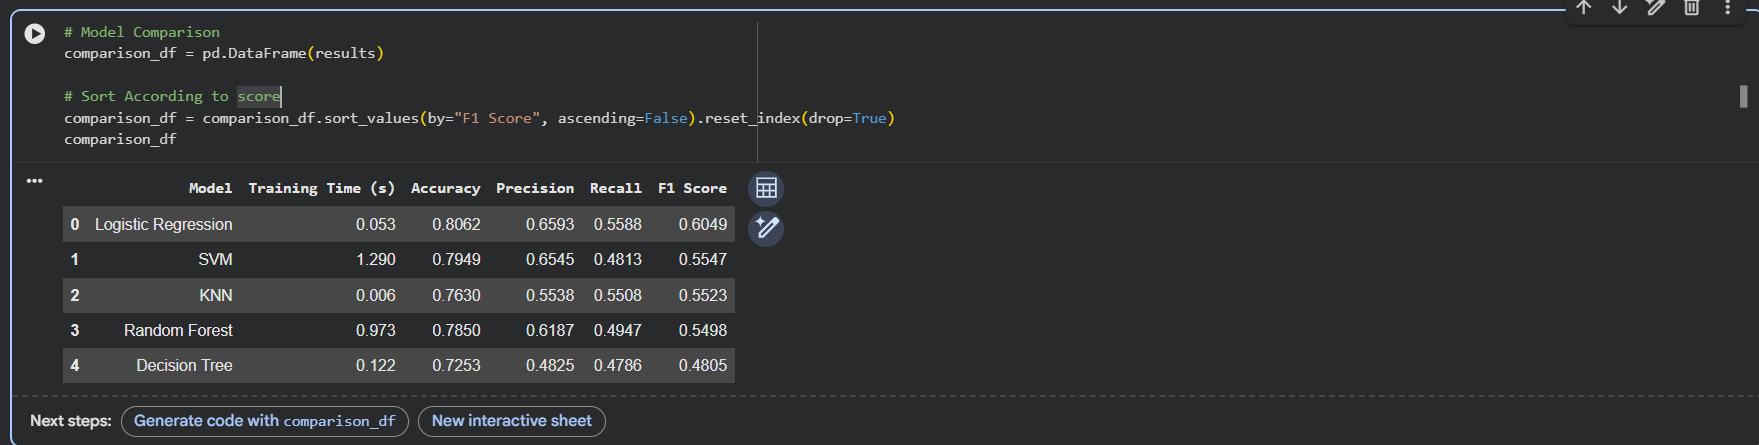 # Model Comparison
comparison_df = pd.DataFrame(results)
# Sort According to score
comparison_df = comparison_df.sort_values(by="F1 Score", ascending=False).reset_index(drop=True)
comparison_df
Model Training Time (s) Accuracy Precision Recall F1 Score
0 Logistic Regression 0.053 0.8062 0.6593 0.5588 0.6049
1 SVM 1.290 0.7949 0.6545 0.4813 0.5547
2 KNN 0.006 0.7630 0.5538 0.5508 0.5523
3 Random Forest 0.973 0.7850 0.6187 0.4947 0.5498
4 Decision Tree 0.122 0.7253 0.4825 0.4786 0.4805
Next steps: Generate code with comparison_df New interactive sheet